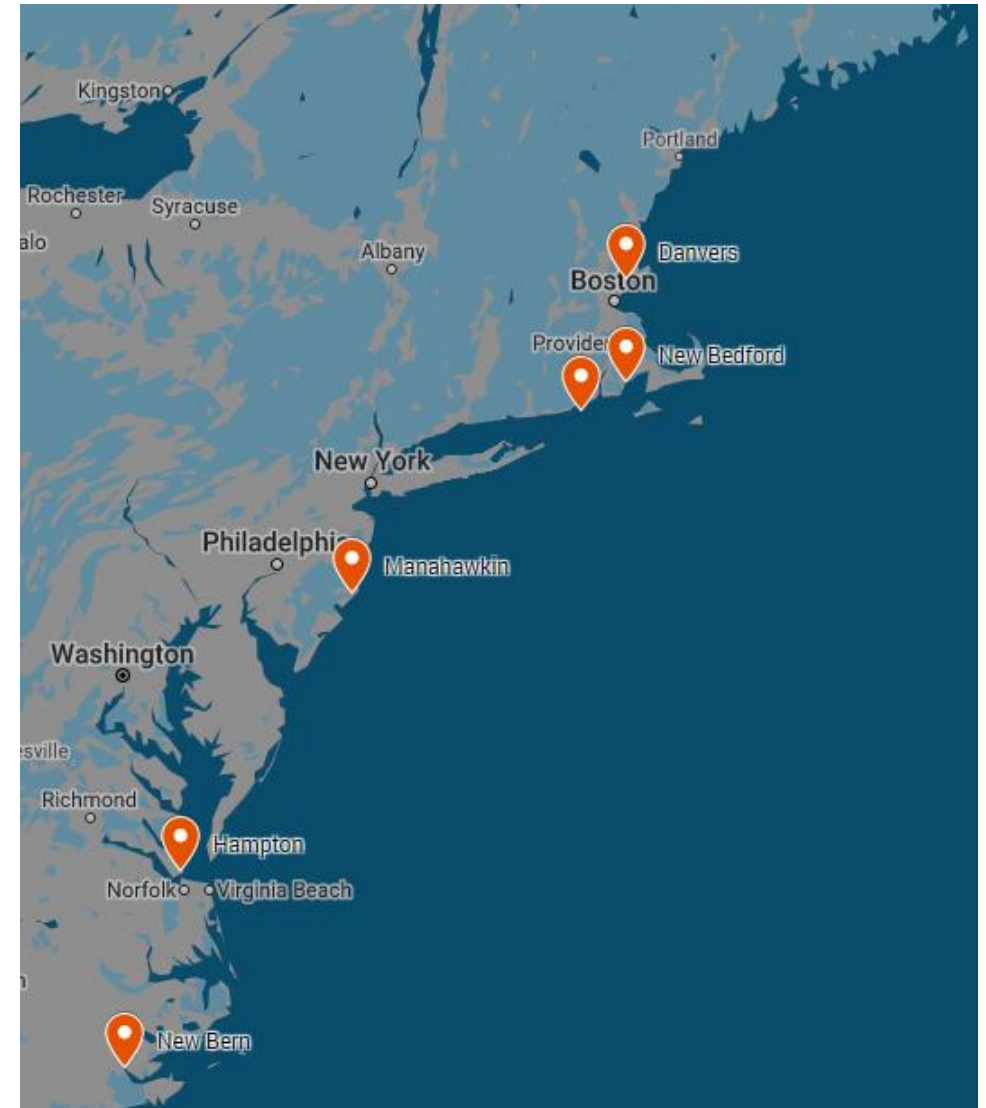 Kingston
Portland
Rochester
Syracuse
alo
Albany
Danvers
Boston
Provide
New Bedford
New York
Philadelphia
Manahawkin
Washington
esville
Richmond
Hampton
Norfolk
Virginia Beach
New Bern